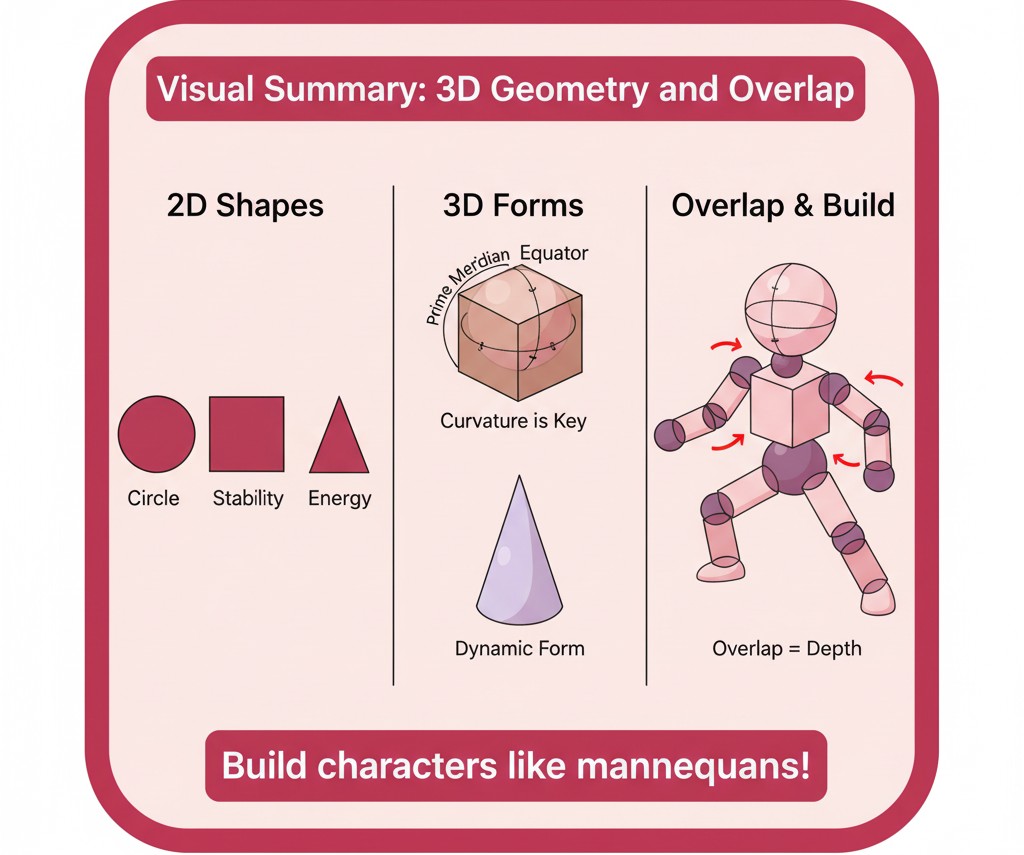 Visual Summary: 3D Geometry and Overlap
2D Shapes
Circle
Stability
Energy
3D Forms
Prime Meridian
Equator
Curvature is Key
Dynamic Form
Overlap & Build
Overlap = Depth
Build characters like mannequans!